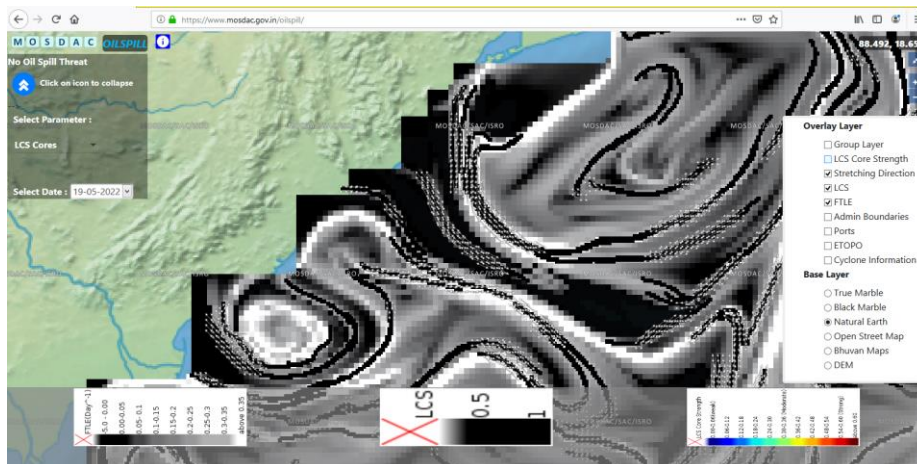 https://www.mosdac.gov.in/oilspill/
MOSDAC OILSPILL
88.492, 18.65
No Oil Spill Threat
Click on icon to collapse
Select Parameter :
LCS Cores
Select Date : 19-05-2022
MOSDAC/SAC/ISRO
Overlay Layer
Group Layer
LCS Core Strength
Stretching Direction
LCS
FTLE
Admin Boundaries
Ports
ETOPO
Cyclone Information
Base Layer
True Marble
Black Marble
Natural Earth
Open Street Map
Bhuvan Maps
DEM
FTLE(Day^-1)
-5.0 - 0.00
0.00-0.05
0.05- 0.1
0.1-0.15
0.15-0.2
0.2-0.25
0.25-0.3
0.3-0.35
above 0.35
LCS
0.5
1
LCS Core Strength